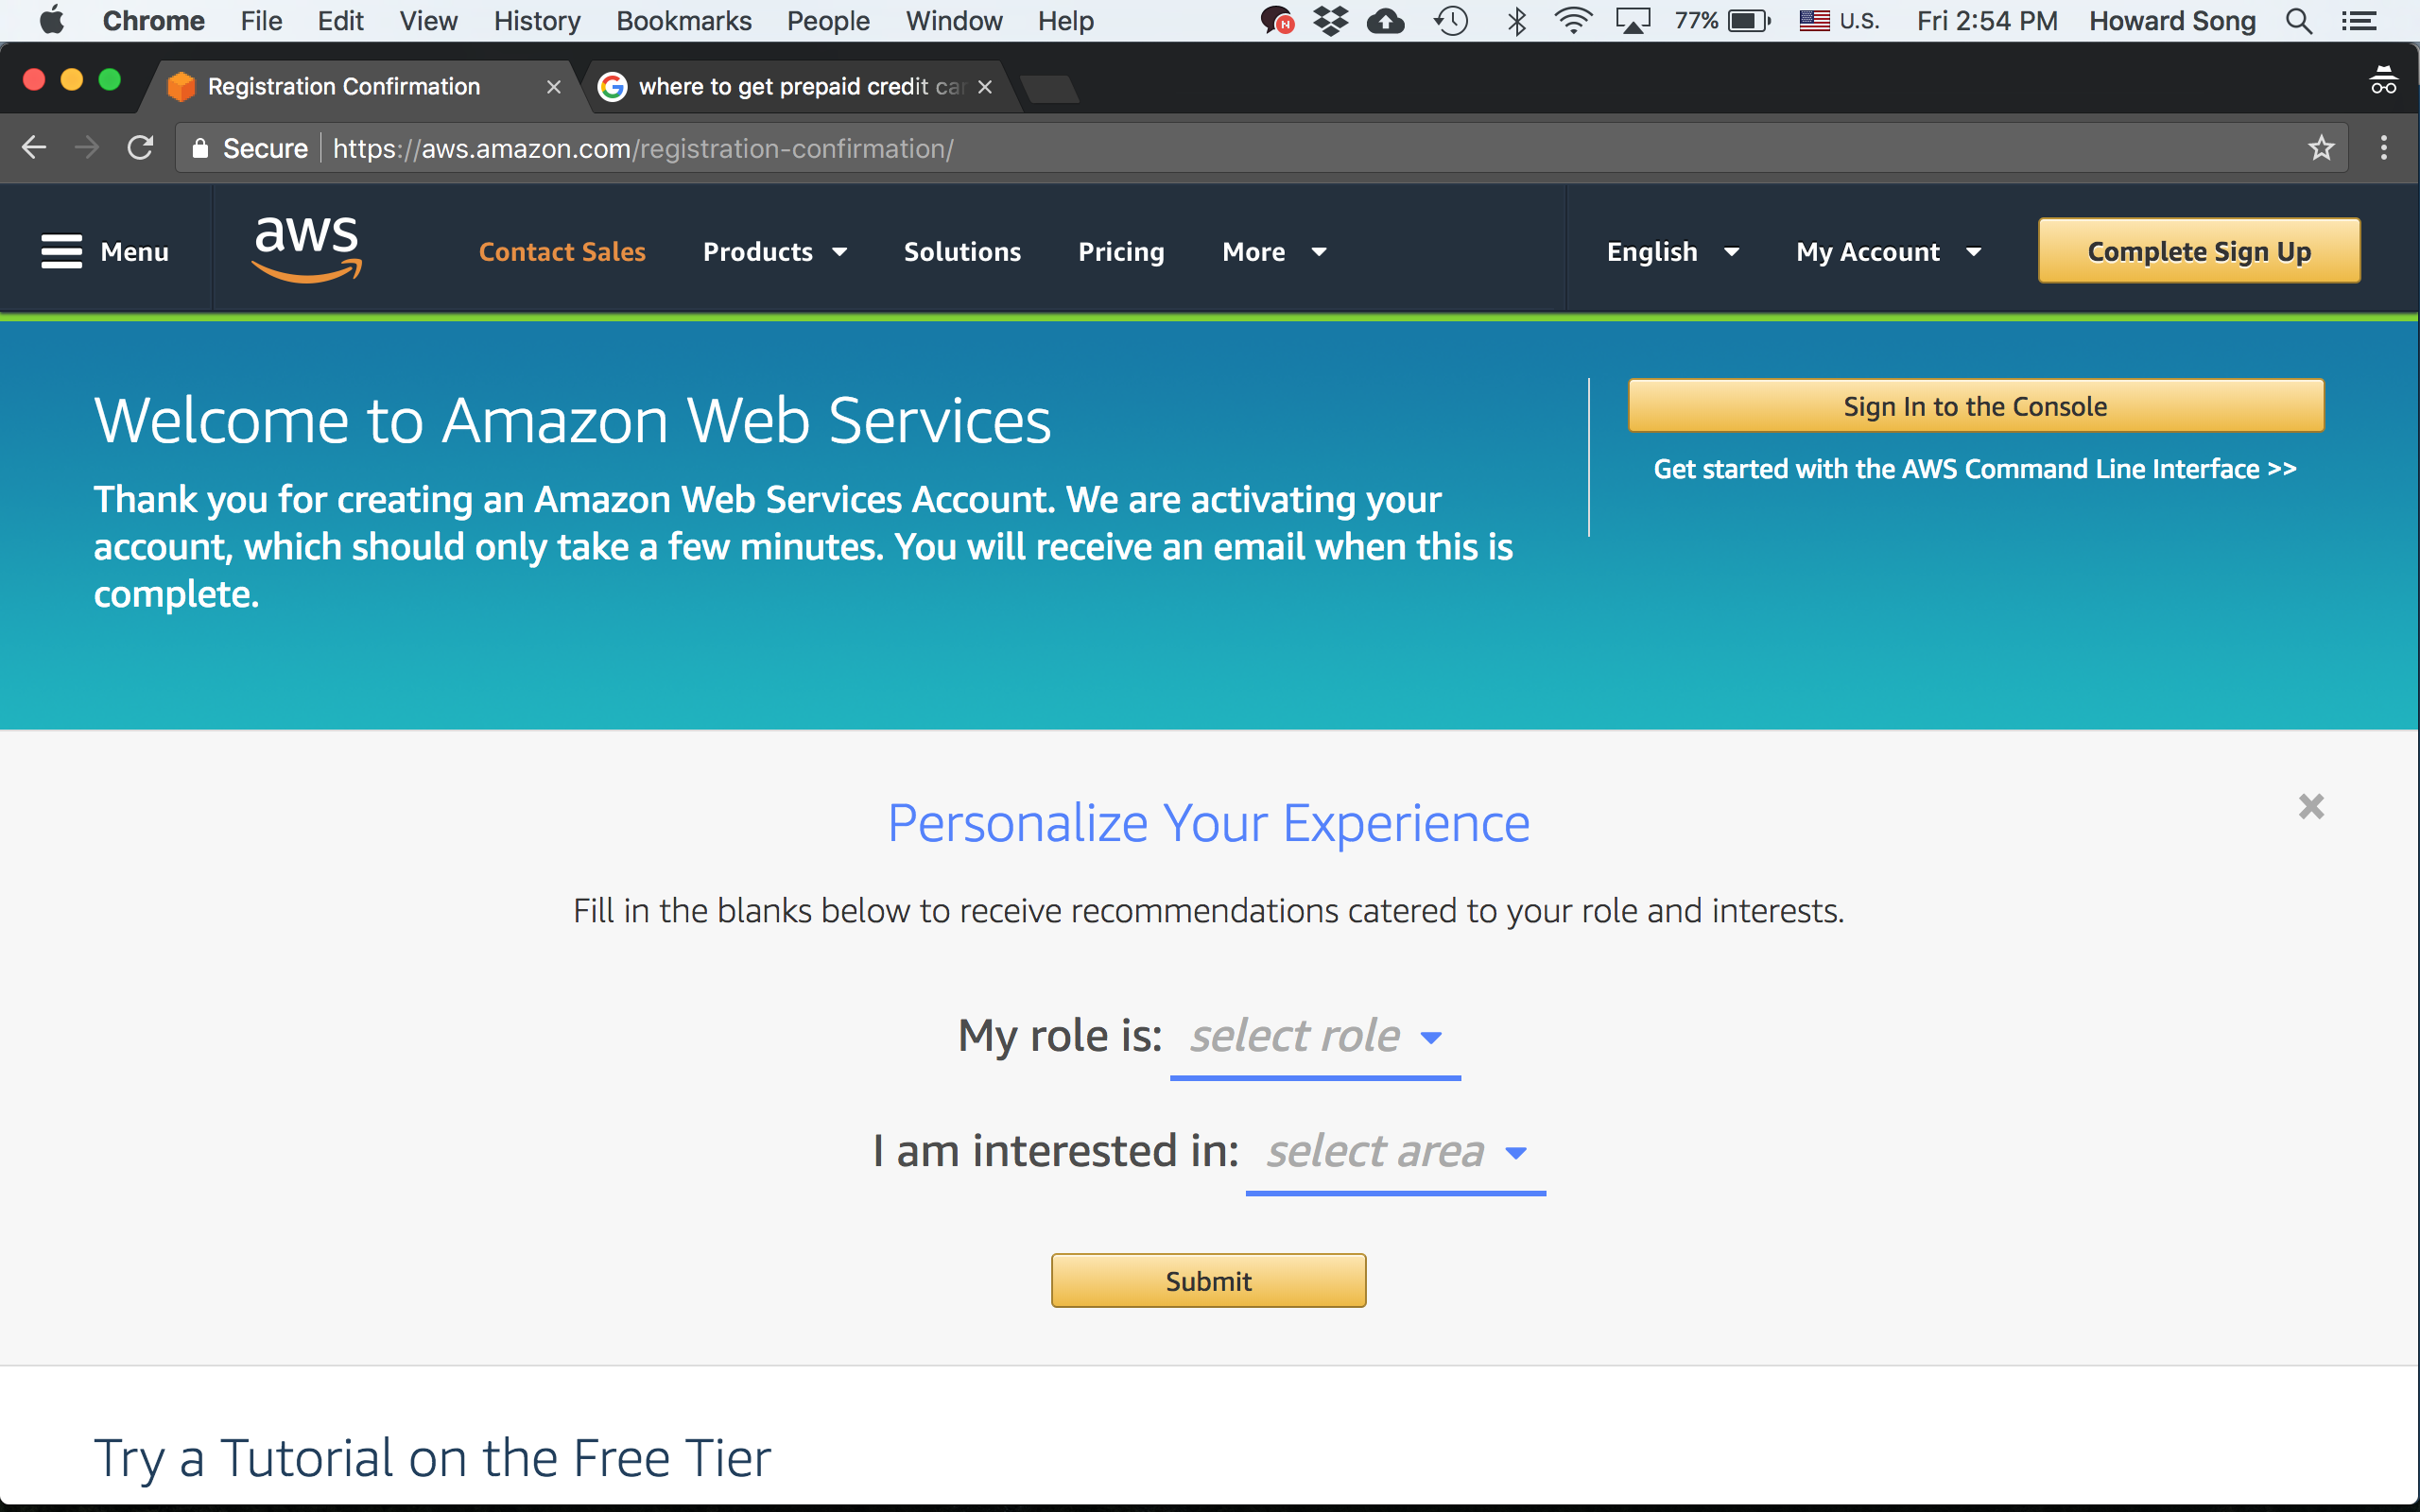 Chrome File Edit View History Bookmarks People Window Help 77% U.S. Fri 2:54 PM Howard Song
Registration Confirmation where to get prepaid credit car
Secure https://aws.amazon.com/registration-confirmation/
Menu aws Contact Sales Products Solutions Pricing More English My Account Complete Sign Up
Welcome to Amazon Web Services
Thank you for creating an Amazon Web Services Account. We are activating your
account, which should only take a few minutes. You will receive an email when this is
complete.
Sign In to the Console
Get started with the AWS Command Line Interface >>
Personalize Your Experience
Fill in the blanks below to receive recommendations catered to your role and interests.
My role is: select role
I am interested in: select area
Submit
Try a Tutorial on the Free Tier